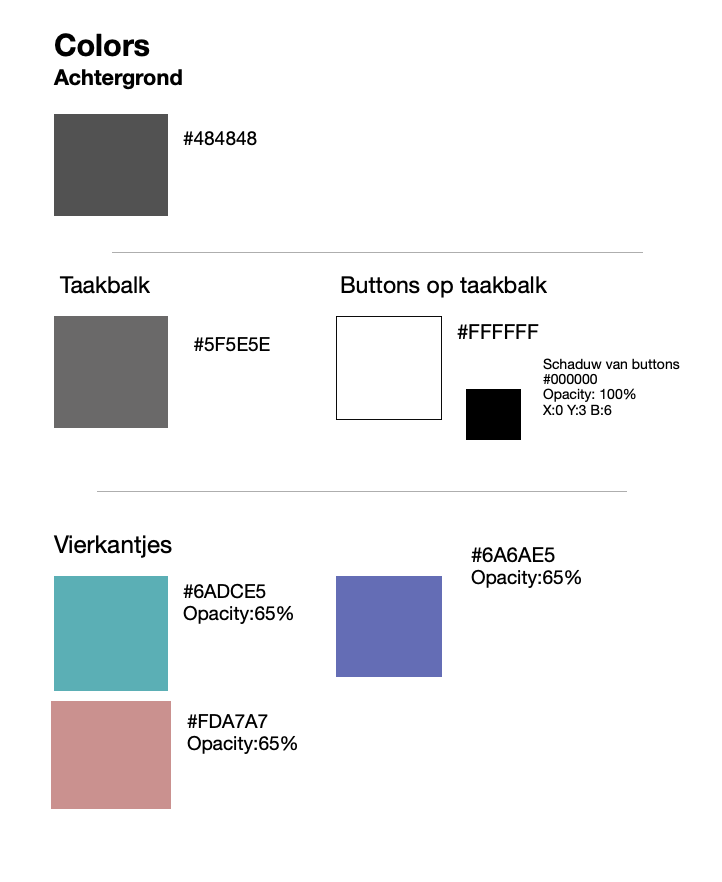 Colors
Achtergrond
#484848
Taakbalk
Buttons op taakbalk
#5F5E5E
#FFFFFF
Schaduw van buttons
#000000
Opacity: 100%
X:0 Y:3 B:6
Vierkantjes
#6ADCE5
Opacity:65%
#6A6AE5
Opacity:65%
#FDA7A7
Opacity:65%